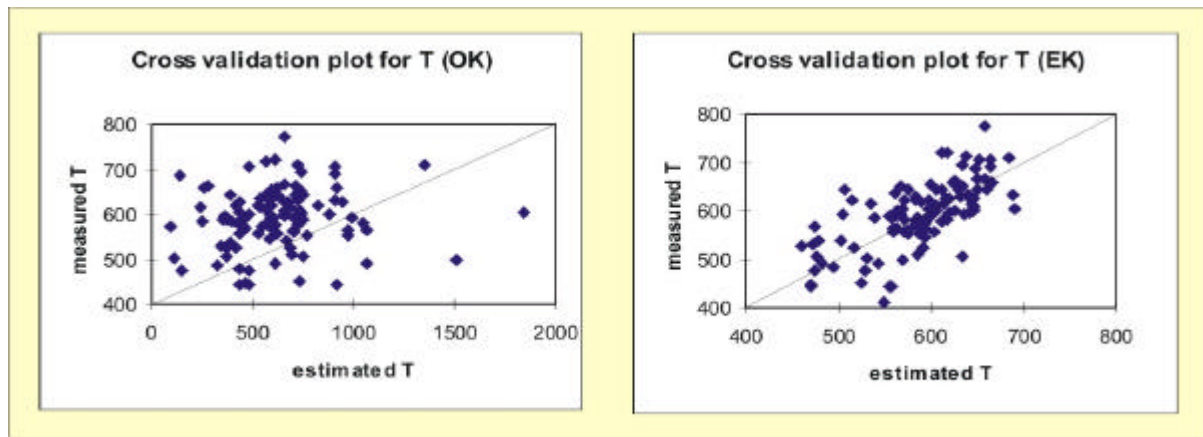 Cross validation plot for T (OK)
800
700
600
500
400
measured T
0 500 1000 1500 2000
estimated T
Cross validation plot for T (EK)
800
700
600
500
400
measured T
400 500 600 700 800
estimated T